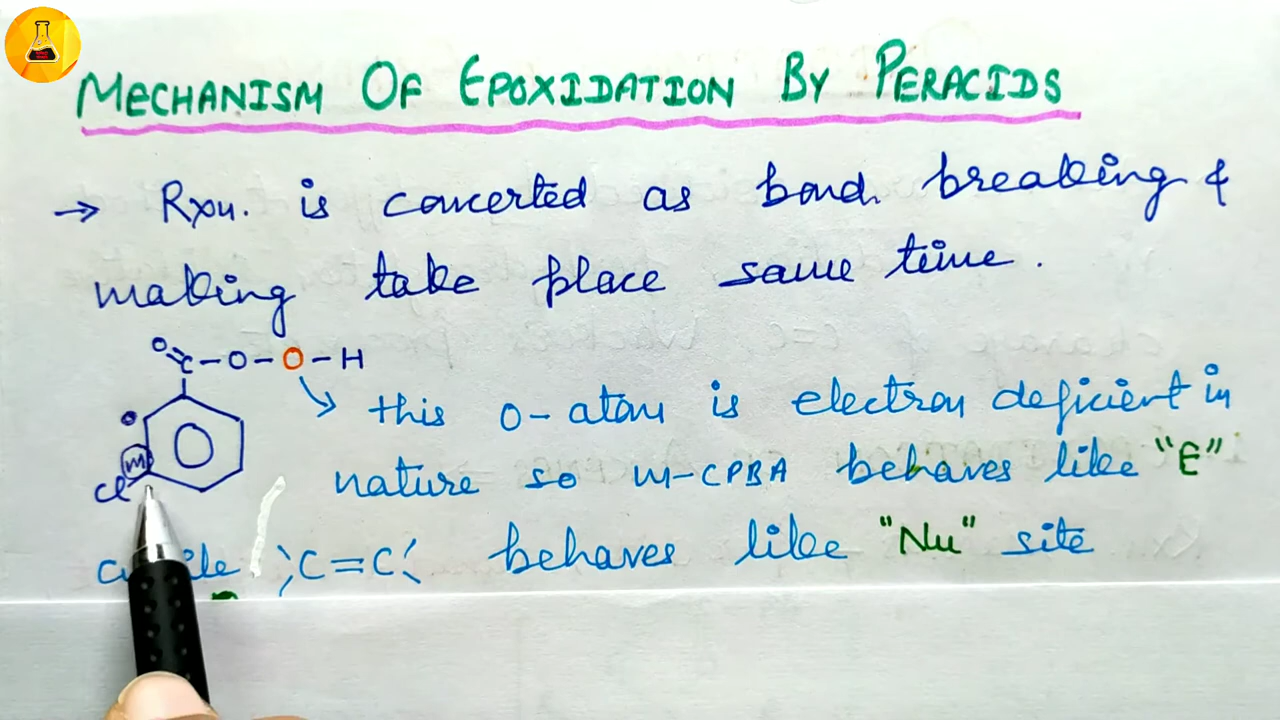 MECHANISM OF EPOXIDATION BY PERACIDS
→ Rxn. is concerted as bond breaking &
making take place same time.
O=C-O-O-H
→ this O-atom is electron deficient in
m
Cl
nature so m-CPBA behaves like "E"
C=C behaves like "Nu" site